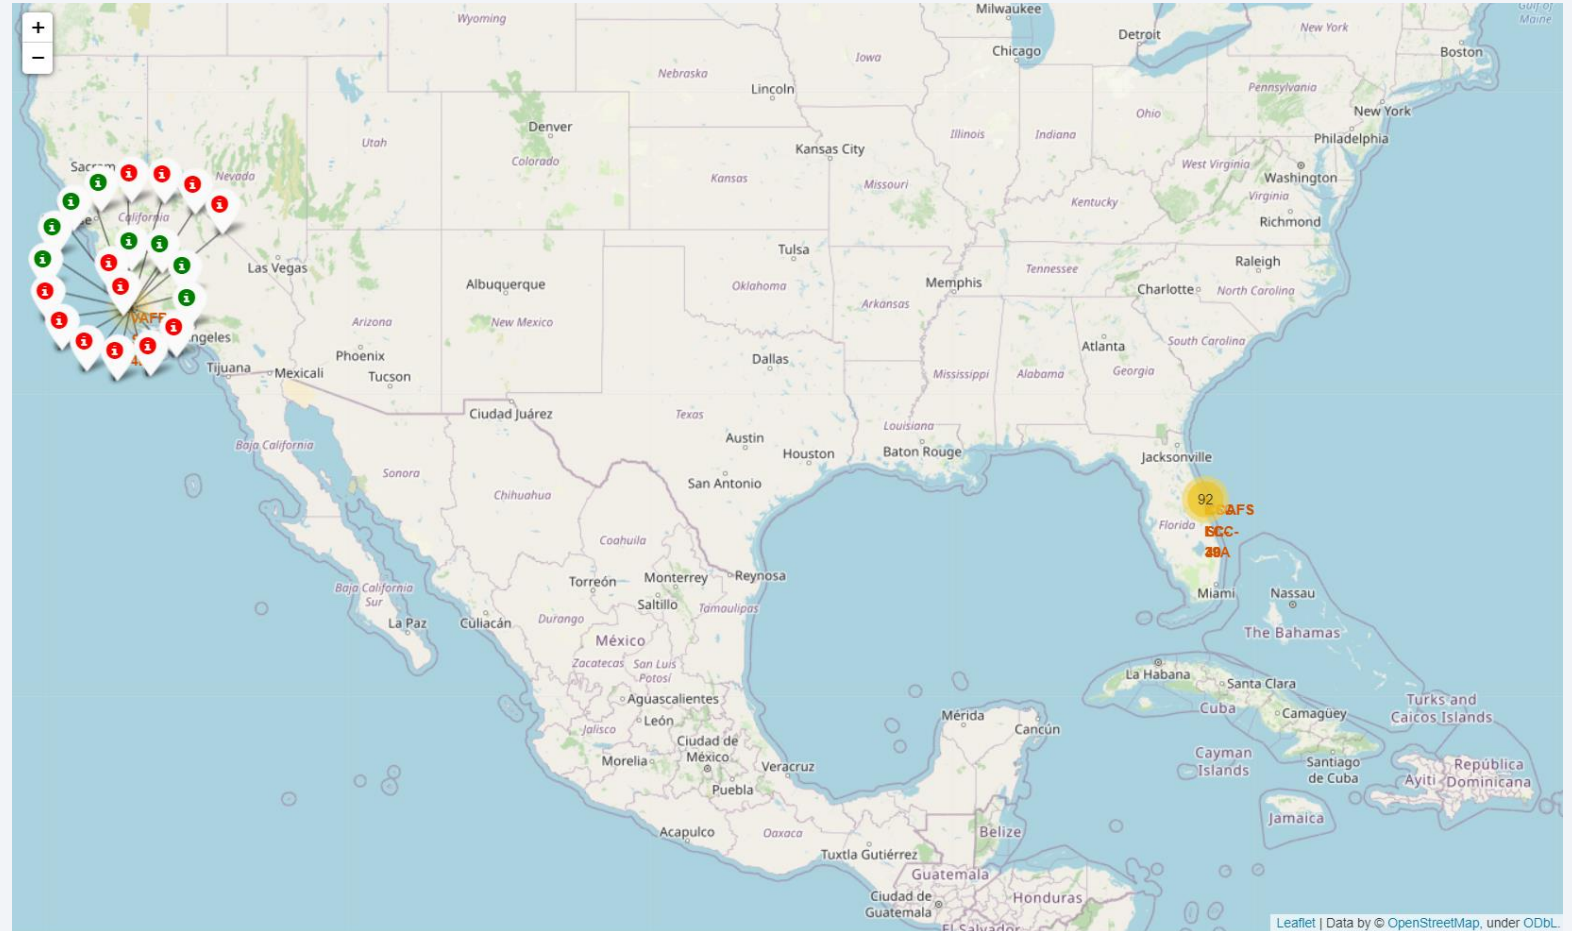 Milwaukee
Gulf of
Maine
Wyoming
+
New York
Detroit
−
Chicago
Boston
Iowa
Nebraska
Lincoln
Pennsylvania
New York
Ohio
Denver
Illinois
Indiana
Philadelphia
Utah
Kansas City
Colorado
West Virginia
Sacram
Nevada
Kansas
Missouri
Washington
Virginia
Kentucky
California
Richmond
Tulsa
Las Vegas
Tennessee
Raleigh
Albuquerque
Oklahoma
Memphis
Charlotte
North Carolina
Arkansas
VAFB
Arizona
New Mexico
ngeles
South Carolina
Phoenix
Dallas
Atlanta
Tijuana
Mexicali
Tucson
Mississippi
Alabama
Georgia
Ciudad Juárez
Texas
Louisiana
Austin
Baja California
Houston
Baton Rouge
Jacksonville
Sonora
San Antonio
Chihuahua
92
AFS
Florida
Coahuila
Torreón
Monterrey
Reynosa
Baja California
Sur
Saltillo
Tamaulipas
Miami
Nassau
La Paz
Culiacán
Durango
The Bahamas
México
Zacatecas
San Luis
Potosí
La Habana
Santa Clara
Aguascalientes
Turks and
Caicos Islands
León
Mérida
Cuba
Camagüey
Jalisco
Cancún
Ciudad de
México
Morelia
Veracruz
Cayman
Islands
Santiago
de Cuba
República
Dominicana
Ayiti
Puebla
Jamaica
Acapulco
Oaxaca
Belize
Tuxtla Gutiérrez
Guatemala
Ciudad de
Guatemala
Honduras
El Salvador
Leaflet | Data by © OpenStreetMap, under ODbL.